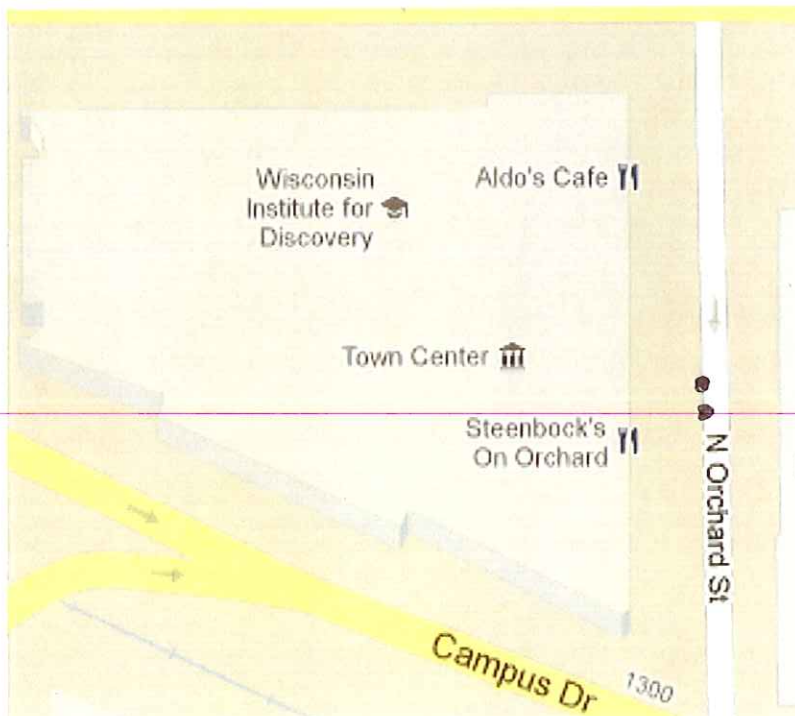 Wisconsin
Institute for
Discovery
Aldo's Cafe
Town Center
Steenbock's
On Orchard
N Orchard St
Campus Dr
1300